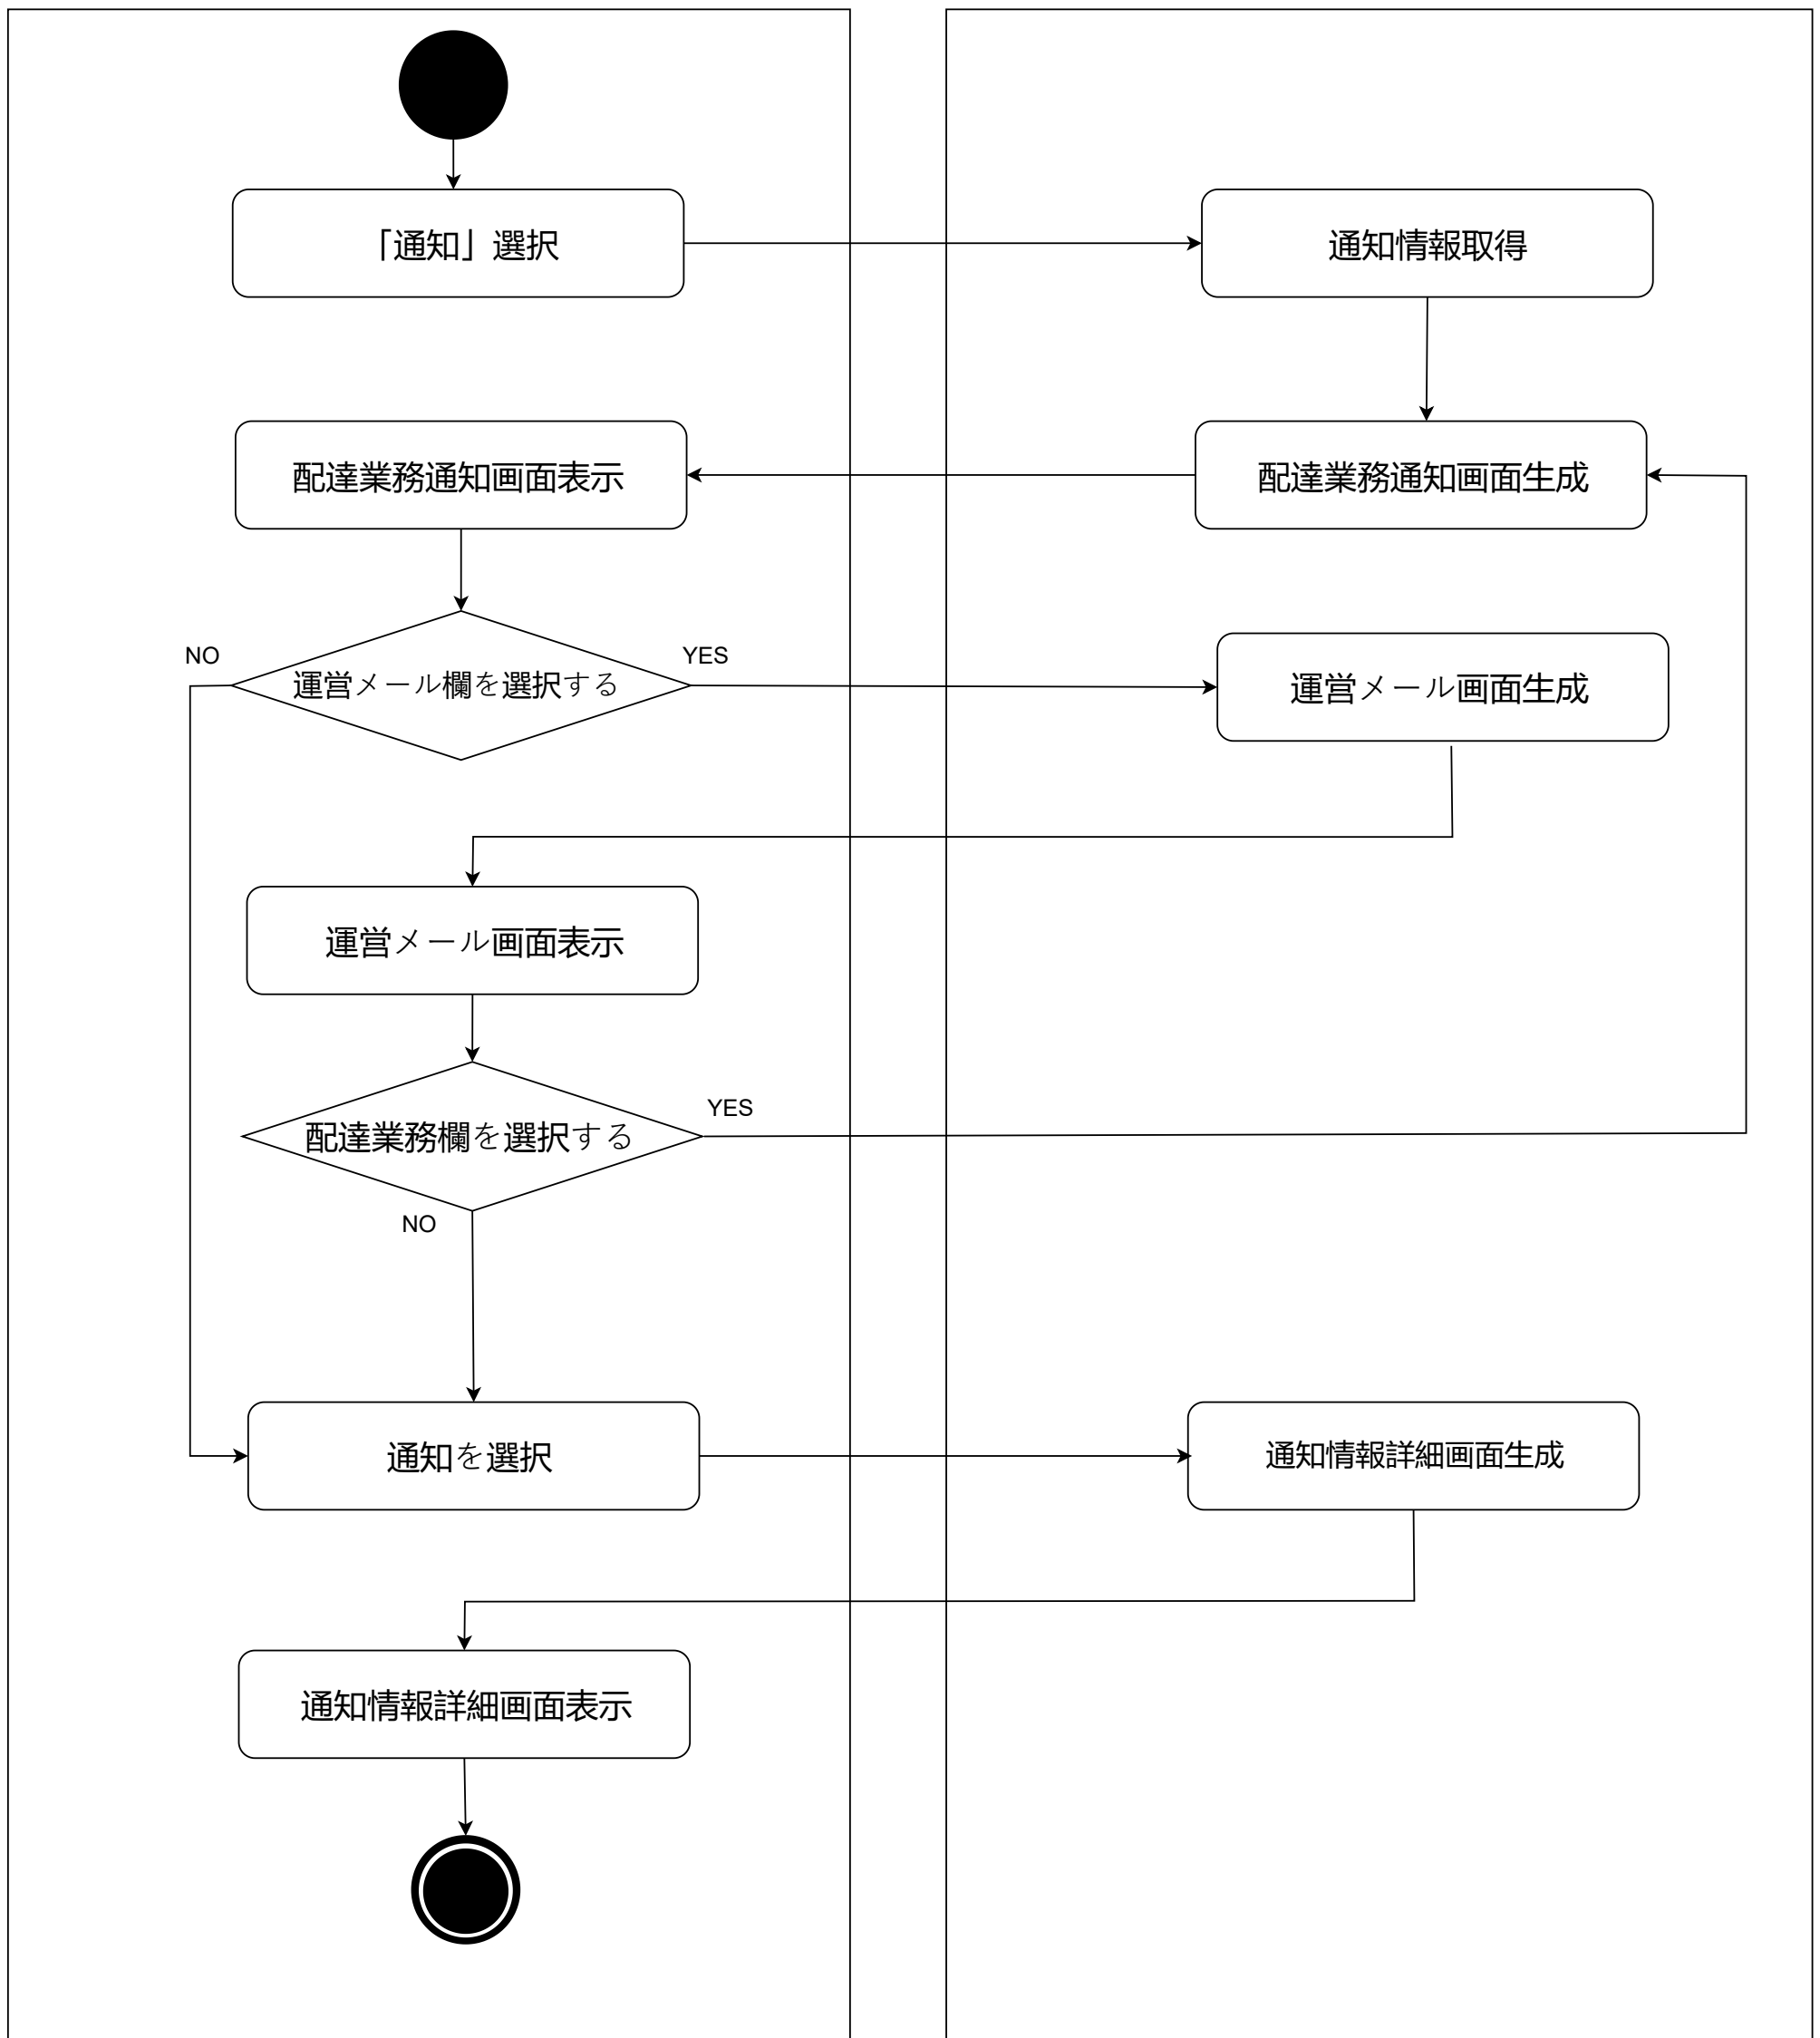 「通知」選択
通知情報取得
配達業務通知画面表示
配達業務通知画面生成
NO
YES
運営メール欄を選択する
運営メール画面生成
運営メール画面表示
YES
配達業務欄を選択する
NO
通知を選択
通知情報詳細画面生成
通知情報詳細画面表示